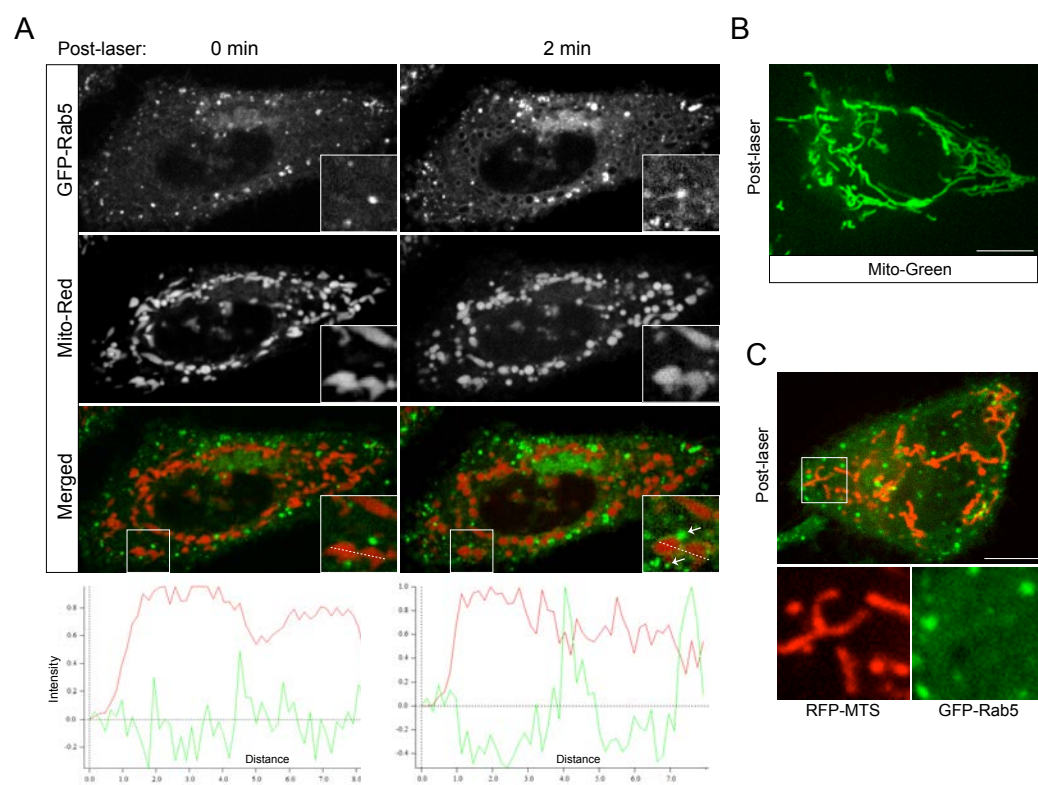 A
Post-laser:
0 min
2 min
GFP-Rab5
Mito-Red
Merged
Intensity
0.8
0.6
0.4
0.2
0.0
-0.2
Distance
0.0 1.0 2.0 3.0 4.0 5.0 6.0 7.0 8.0
1.0
0.8
0.6
0.4
0.2
0.0
-0.2
-0.4
Distance
0.0 1.0 2.0 3.0 4.0 5.0 6.0 7.0
B
Post-laser
Mito-Green
C
Post-laser
RFP-MTS
GFP-Rab5